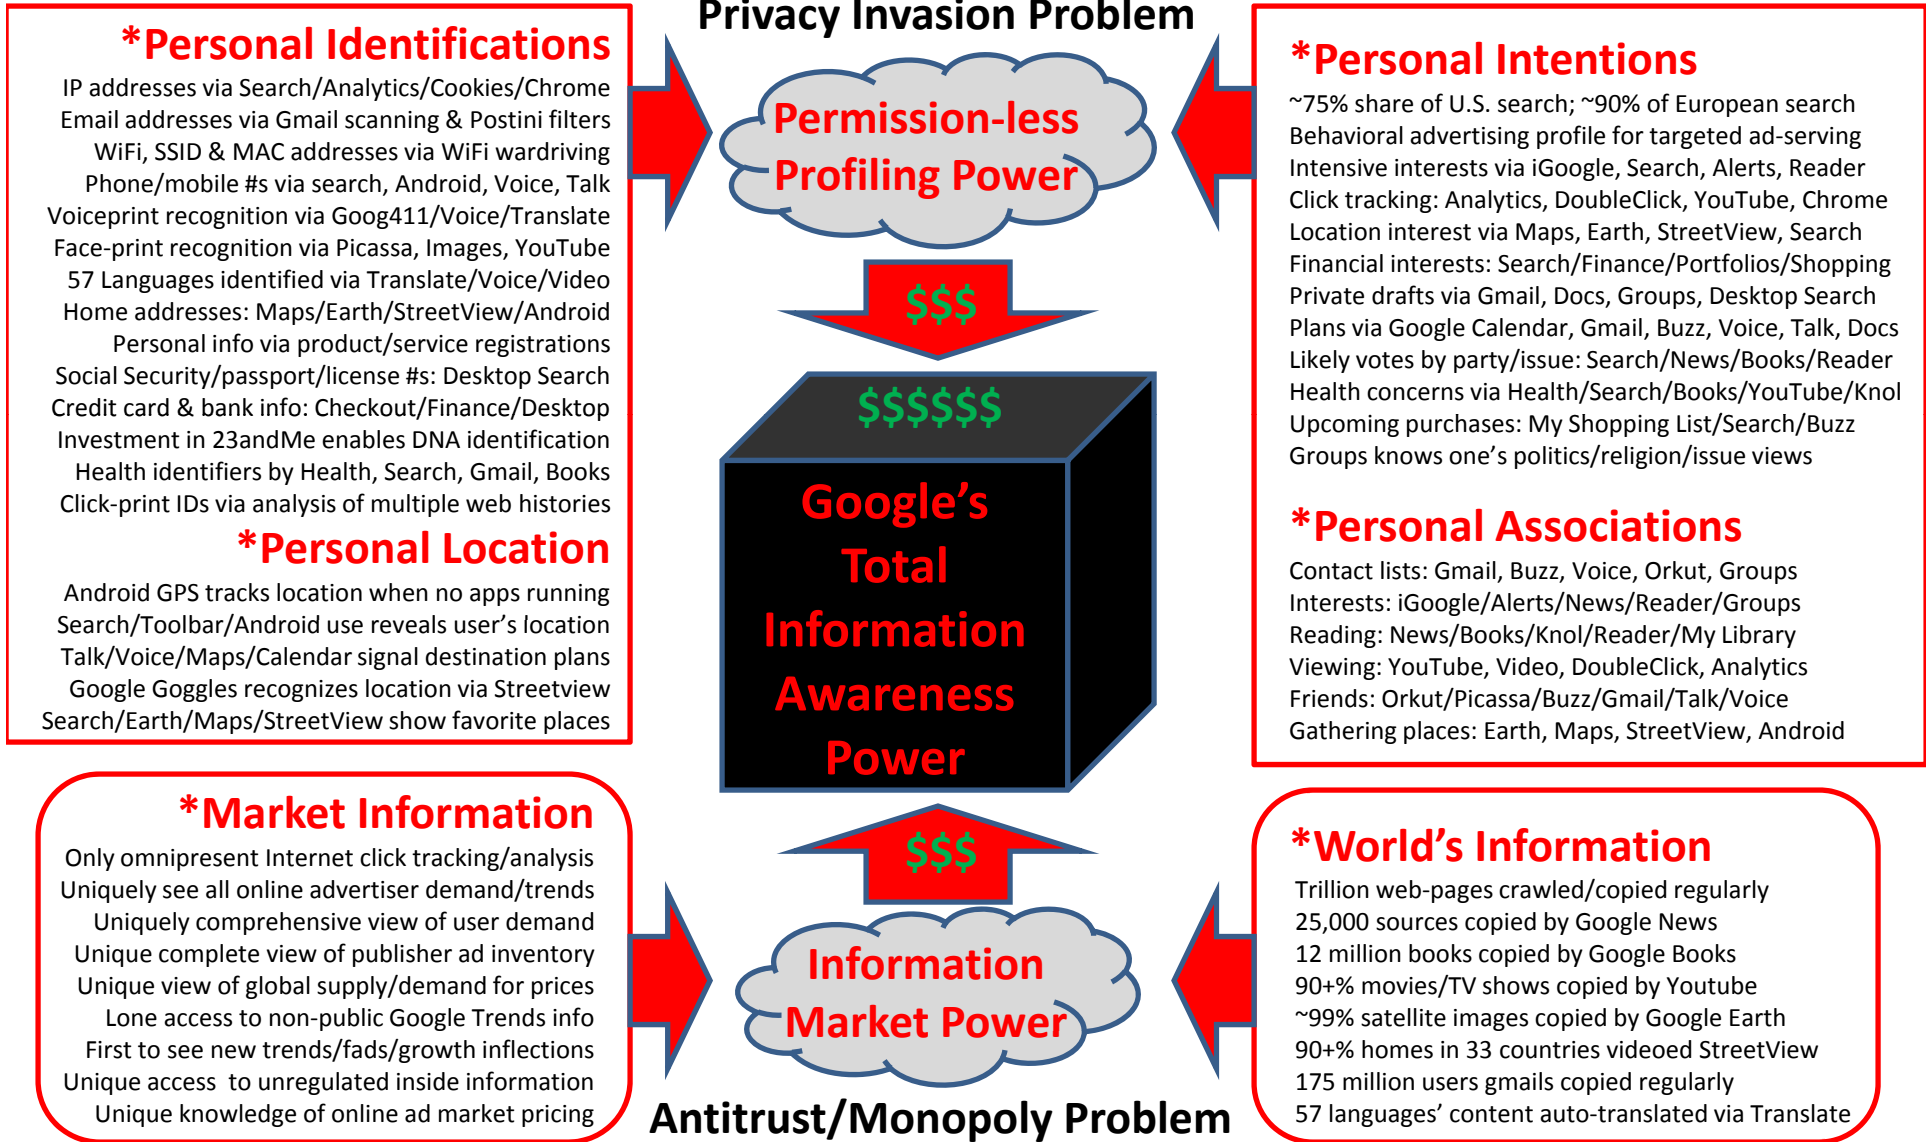 Privacy Invasion Problem
*Personal Identifications
IP addresses via Search/Analytics/Cookies/Chrome
Email addresses via Gmail scanning & Postini filters
WiFi, SSID & MAC addresses via WiFi wardriving
Phone/mobile #s via search, Android, Voice, Talk
Voiceprint recognition via Goog411/Voice/Translate
Face-print recognition via Picassa, Images, YouTube
57 Languages identified via Translate/Voice/Video
Home addresses: Maps/Earth/StreetView/Android
Personal info via product/service registrations
Social Security/passport/license #s: Desktop Search
Credit card & bank info: Checkout/Finance/Desktop
Investment in 23andMe enables DNA identification
Health identifiers by Health, Search, Gmail, Books
Click-print IDs via analysis of multiple web histories
*Personal Location
Android GPS tracks location when no apps running
Search/Toolbar/Android use reveals user's location
Talk/Voice/Maps/Calendar signal destination plans
Google Goggles recognizes location via Streetview
Search/Earth/Maps/StreetView show favorite places
Permission-less
Profiling Power
$$$
$$$$$$
Google's
Total
Information
Awareness
Power
*Personal Intentions
~75% share of U.S. search; ~90% of European search
Behavioral advertising profile for targeted ad-serving
Intensive interests via iGoogle, Search, Alerts, Reader
Click tracking: Analytics, DoubleClick, YouTube, Chrome
Location interest via Maps, Earth, StreetView, Search
Financial interests: Search/Finance/Portfolios/Shopping
Private drafts via Gmail, Docs, Groups, Desktop Search
Plans via Google Calendar, Gmail, Buzz, Voice, Talk, Docs
Likely votes by party/issue: Search/News/Books/Reader
Health concerns via Health/Search/Books/YouTube/Knol
Upcoming purchases: My Shopping List/Search/Buzz
Groups knows one's politics/religion/issue views
*Personal Associations
Contact lists: Gmail, Buzz, Voice, Orkut, Groups
Interests: iGoogle/Alerts/News/Reader/Groups
Reading: News/Books/Knol/Reader/My Library
Viewing: YouTube, Video, DoubleClick, Analytics
Friends: Orkut/Picassa/Buzz/Gmail/Talk/Voice
Gathering places: Earth, Maps, StreetView, Android
*Market Information
Only omnipresent Internet click tracking/analysis
Uniquely see all online advertiser demand/trends
Uniquely comprehensive view of user demand
Unique complete view of publisher ad inventory
Unique view of global supply/demand for prices
Lone access to non-public Google Trends info
First to see new trends/fads/growth inflections
Unique access  to unregulated inside information
Unique knowledge of online ad market pricing
$$$
Information
Market Power
*World's Information
Trillion web-pages crawled/copied regularly
25,000 sources copied by Google News
12 million books copied by Google Books
90+% movies/TV shows copied by Youtube
~99% satellite images copied by Google Earth
90+% homes in 33 countries videoed StreetView
175 million users gmails copied regularly
57 languages' content auto-translated via Translate
Antitrust/Monopoly Problem